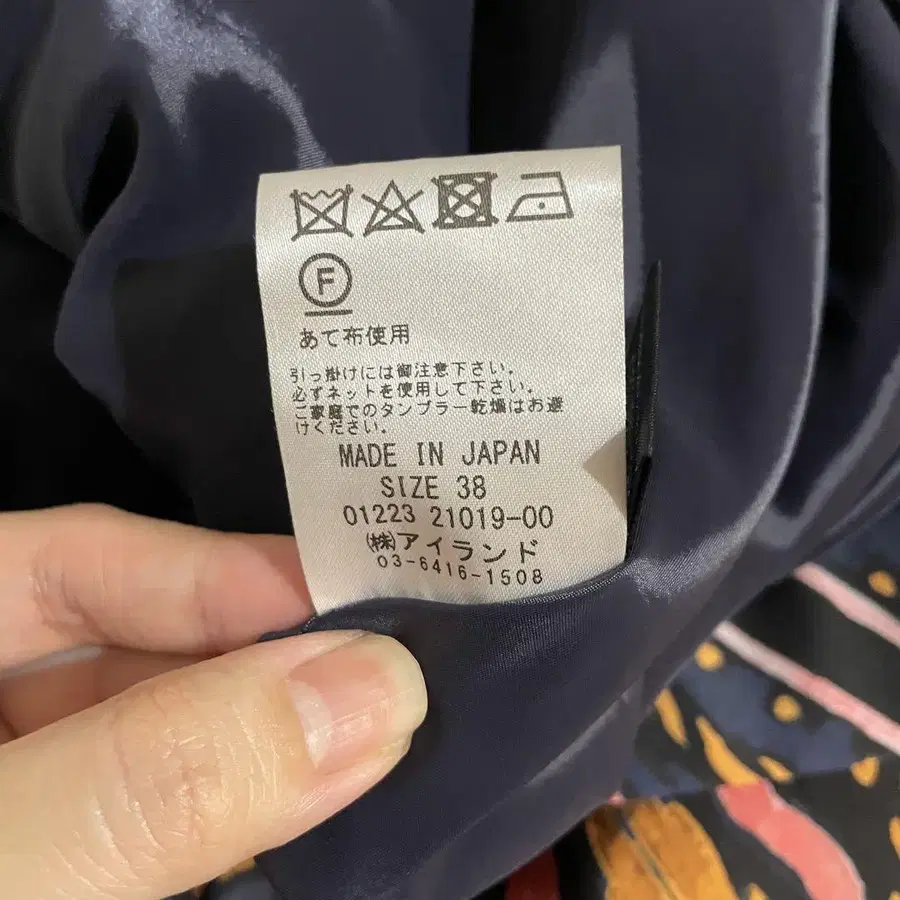 F
あて布使用
引っ掛けには御注意下さい。
必ずネットを使用して下さい。
ご家庭でのタンブラー乾燥はお避
けください。
MADE IN JAPAN
SIZE 38
01223 21019-00
㈱アイランド
03-6416-1508